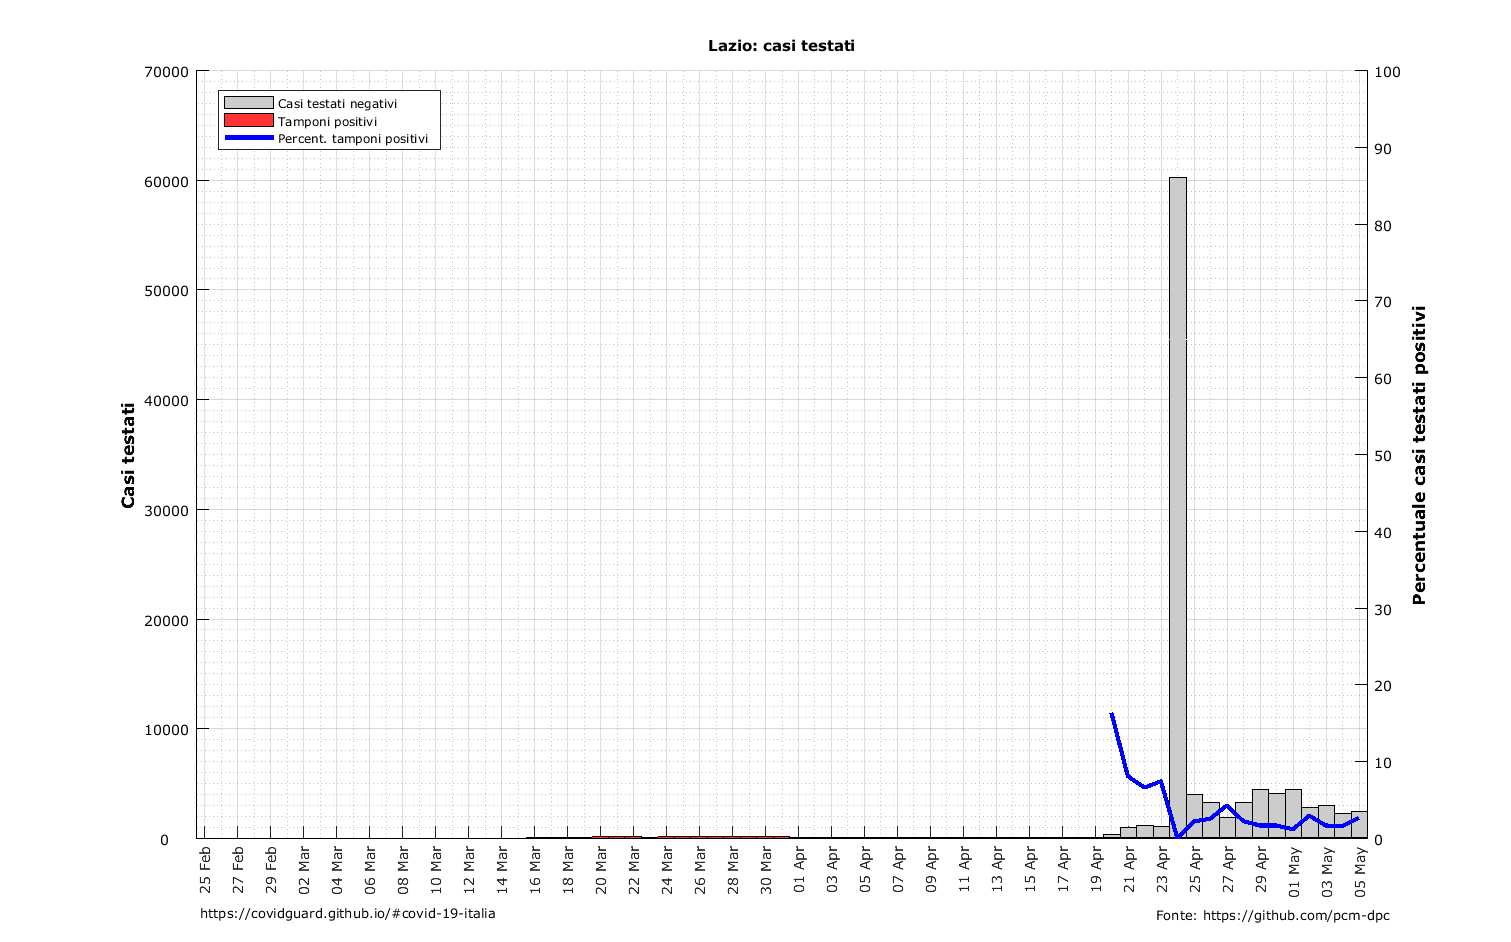 Lazio: casi testati
Casi testati negativi
Tamponi positivi
Percent. tamponi positivi
Casi testati
70000
60000
50000
40000
30000
20000
10000
0
100
90
80
70
60
50
40
30
20
10
0
Percentuale casi testati positivi
25 Feb
27 Feb
29 Feb
02 Mar
04 Mar
06 Mar
08 Mar
10 Mar
12 Mar
14 Mar
16 Mar
18 Mar
20 Mar
22 Mar
24 Mar
26 Mar
28 Mar
30 Mar
01 Apr
03 Apr
05 Apr
07 Apr
09 Apr
11 Apr
13 Apr
15 Apr
17 Apr
19 Apr
21 Apr
23 Apr
25 Apr
27 Apr
29 Apr
01 May
03 May
05 May
https://covidguard.github.io/#covid-19-italia
Fonte: https://github.com/pcm-dpc